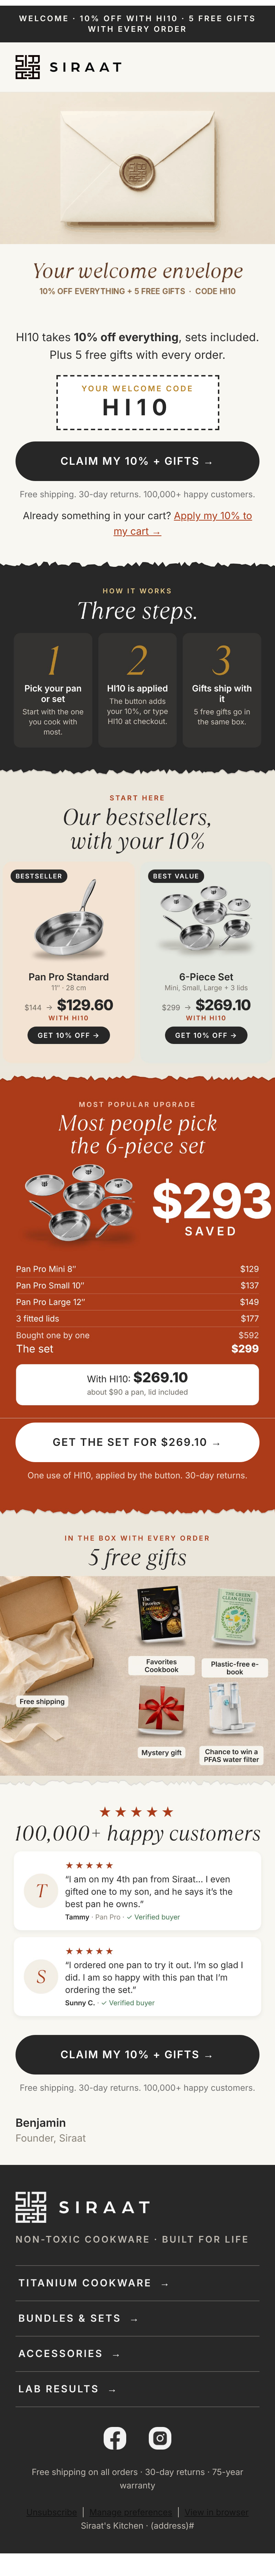 WELCOME · 10% OFF WITH HI10 · 5 FREE GIFTS
WITH EVERY ORDER
SIRAAT
Your welcome envelope
10% OFF EVERYTHING + 5 FREE GIFTS · CODE HI10
HI10 takes 10% off everything, sets included.
Plus 5 free gifts with every order.
YOUR WELCOME CODE
HI10
CLAIM MY 10% + GIFTS →
Free shipping. 30-day returns. 100,000+ happy customers.
Already something in your cart? Apply my 10% to
my cart →
HOW IT WORKS
Three steps.
1
Pick your pan
or set
Start with the one
you cook with
most.
2
HI10 is applied
The button adds
your 10%, or type
HI10 at checkout.
3
Gifts ship with
it
5 free gifts go in
the same box.
START HERE
Our bestsellers,
with your 10%
BESTSELLER
Pan Pro Standard
11" · 28 cm
$144 → $129.60
WITH HI10
GET 10% OFF →
BEST VALUE
6-Piece Set
Mini, Small, Large + 3 lids
$299 → $269.10
WITH HI10
GET 10% OFF →
MOST POPULAR UPGRADE
Most people pick
the 6-piece set
$293
SAVED
Pan Pro Mini 8" $129
Pan Pro Small 10" $137
Pan Pro Large 12" $149
3 fitted lids $177
Bought one by one $592
The set $299
With HI10: $269.10
about $90 a pan, lid included
GET THE SET FOR $269.10 →
One use of HI10, applied by the button. 30-day returns.
IN THE BOX WITH EVERY ORDER
5 free gifts
Favorites
Cookbook
THE GREEN
CLEAN GUIDE
Favorites
Cookbook
Plastic-free e-
book
Free shipping
Mystery gift
Chance to win a
PFAS water filter
★★★★★
100,000+ happy customers
T
★★★★★
“I am on my 4th pan from Siraat... I even
gifted one to my son, and he says it’s the
best pan he owns.”
Tammy · Pan Pro · ✓ Verified buyer
S
★★★★★
“I ordered one pan to try it out. I’m so glad I
did. I am so happy with this pan that I’m
ordering the set.”
Sunny C. · ✓ Verified buyer
CLAIM MY 10% + GIFTS →
Free shipping. 30-day returns. 100,000+ happy customers.
Benjamin
Founder, Siraat
SIRAAT
NON-TOXIC COOKWARE · BUILT FOR LIFE
TITANIUM COOKWARE →
BUNDLES & SETS →
ACCESSORIES →
LAB RESULTS →
Free shipping on all orders · 30-day returns · 75-year
warranty
Unsubscribe | Manage preferences | View in browser
Siraat's Kitchen · (address)#